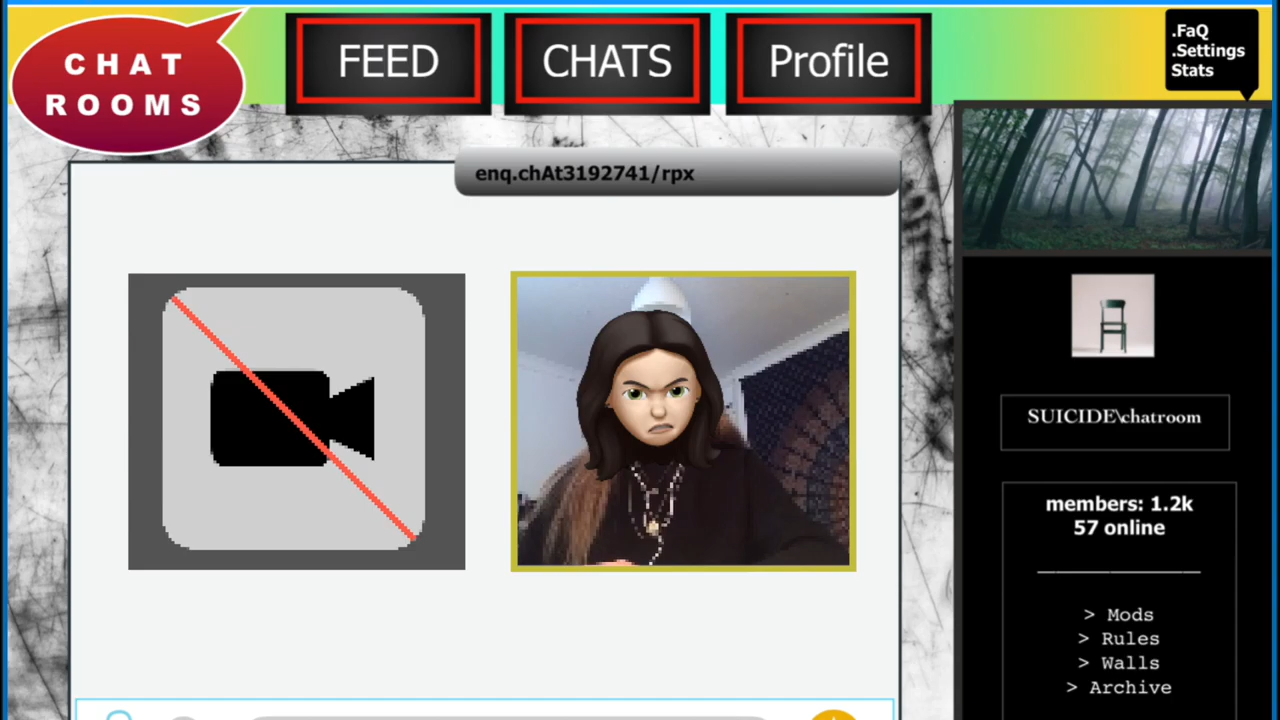 CHAT
ROOMS
FEED
CHATS
Profile
.FaQ
.Settings
Stats
enq.chAt3192741/rpx
SUICIDE\chatroom
members: 1.2k
57 online
> Mods
> Rules
> Walls
> Archive